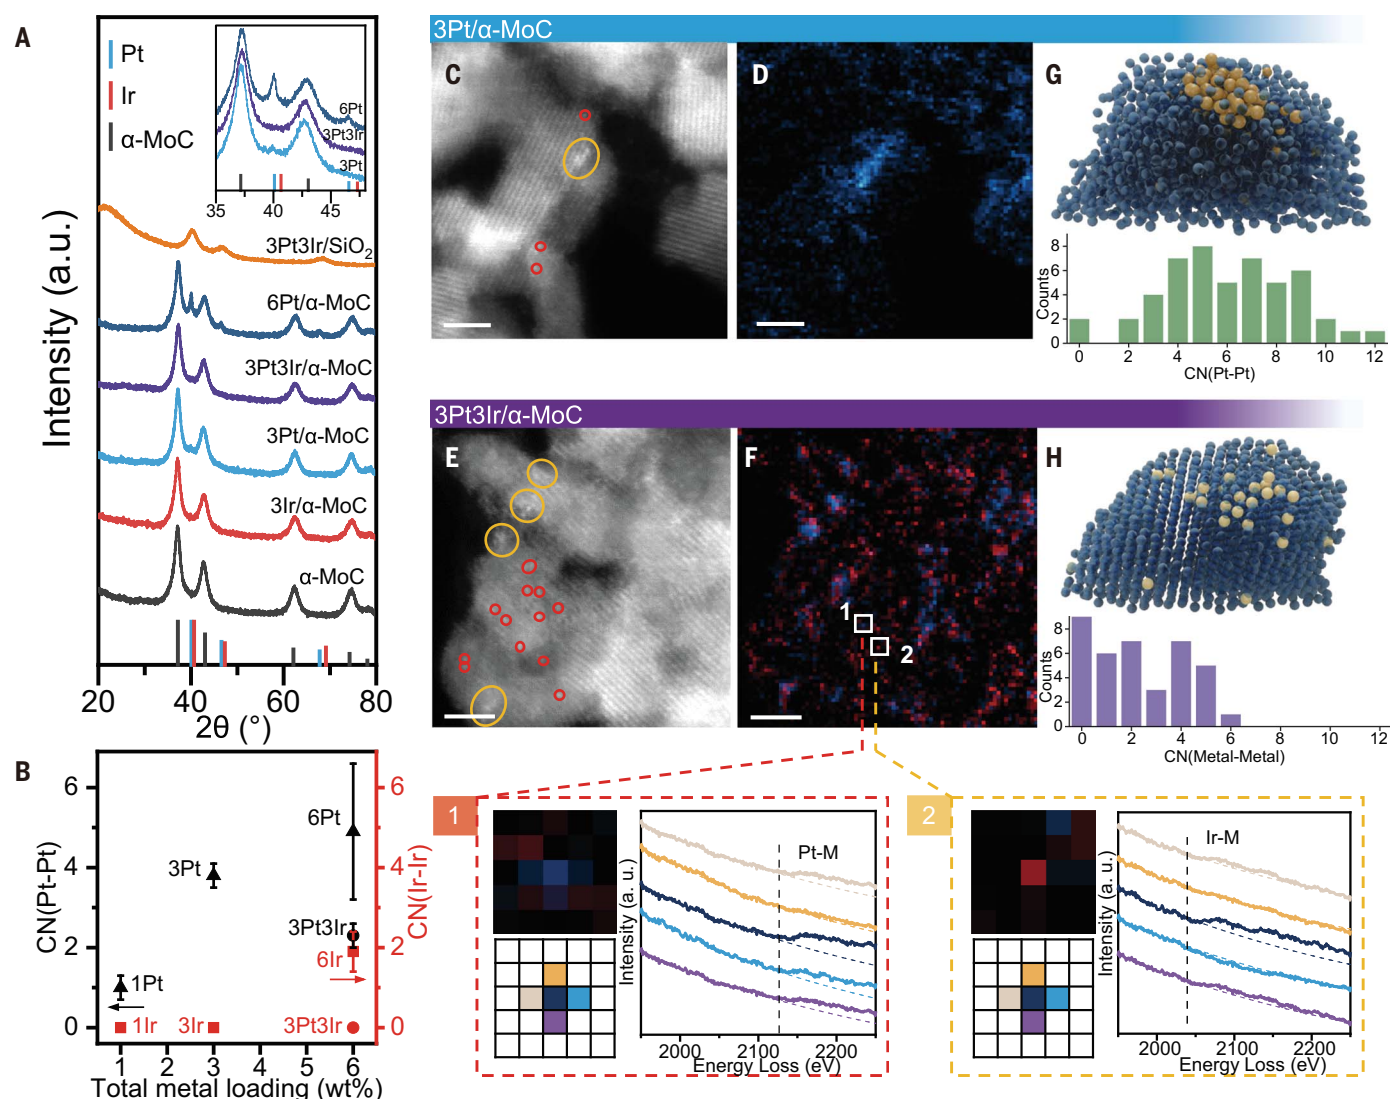 A
Pt
Ir
α-MoC
6Pt
3Pt3Ir
3Pt
35 40 45
3Pt3Ir/SiO2
6Pt/α-MoC
3Pt3Ir/α-MoC
3Pt/α-MoC
3Ir/α-MoC
α-MoC
Intensity (a.u.)
20 40 60 80
2θ (°)
B
6Pt
3Pt
3Pt3Ir
6Ir
1Pt
1Ir 3Ir 3Pt3Ir
6
4
2
0
6
4
2
0
CN(Pt-Pt)
CN(Ir-Ir)
1 2 3 4 5 6
Total metal loading (wt%)
3Pt/α-MoC
C
D
G
8
6
4
2
0
Counts
0 2 4 6 8 10 12
CN(Pt-Pt)
3Pt3Ir/α-MoC
E
F
1
2
H
8
6
4
2
0
Counts
0 2 4 6 8 10 12
CN(Metal-Metal)
1
Intensity (a. u.)
Pt-M
2000 2100 2200
Energy Loss (eV)
2
Intensity (a. u.)
Ir-M
2000 2100 2200
Energy Loss (eV)